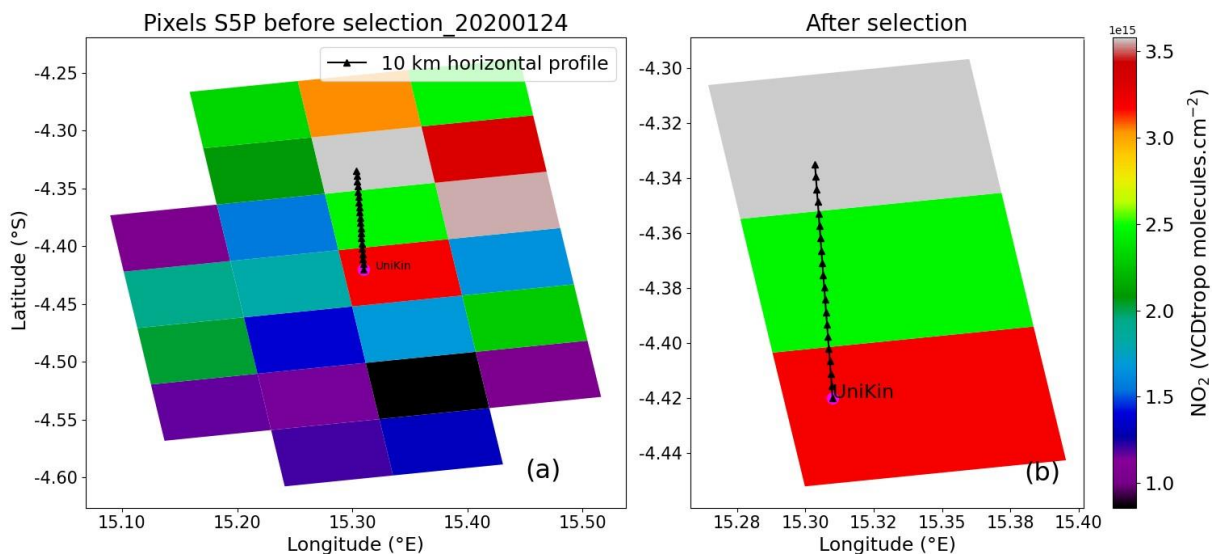 Pixels S5P before selection_20200124
10 km horizontal profile
Latitude (°S)
-4.25
-4.30
-4.35
-4.40
-4.45
-4.50
-4.55
-4.60
UniKin
(a)
15.10 15.20 15.30 15.40 15.50
Longitude (°E)
After selection
-4.30
-4.32
-4.34
-4.36
-4.38
-4.40
-4.42
-4.44
UniKin
(b)
15.28 15.30 15.32 15.36 15.38 15.40
Longitude (°E)
1e15
3.5
3.0
2.5
2.0
1.5
1.0
NO₂ (VCDtropo molecules.cm⁻²)